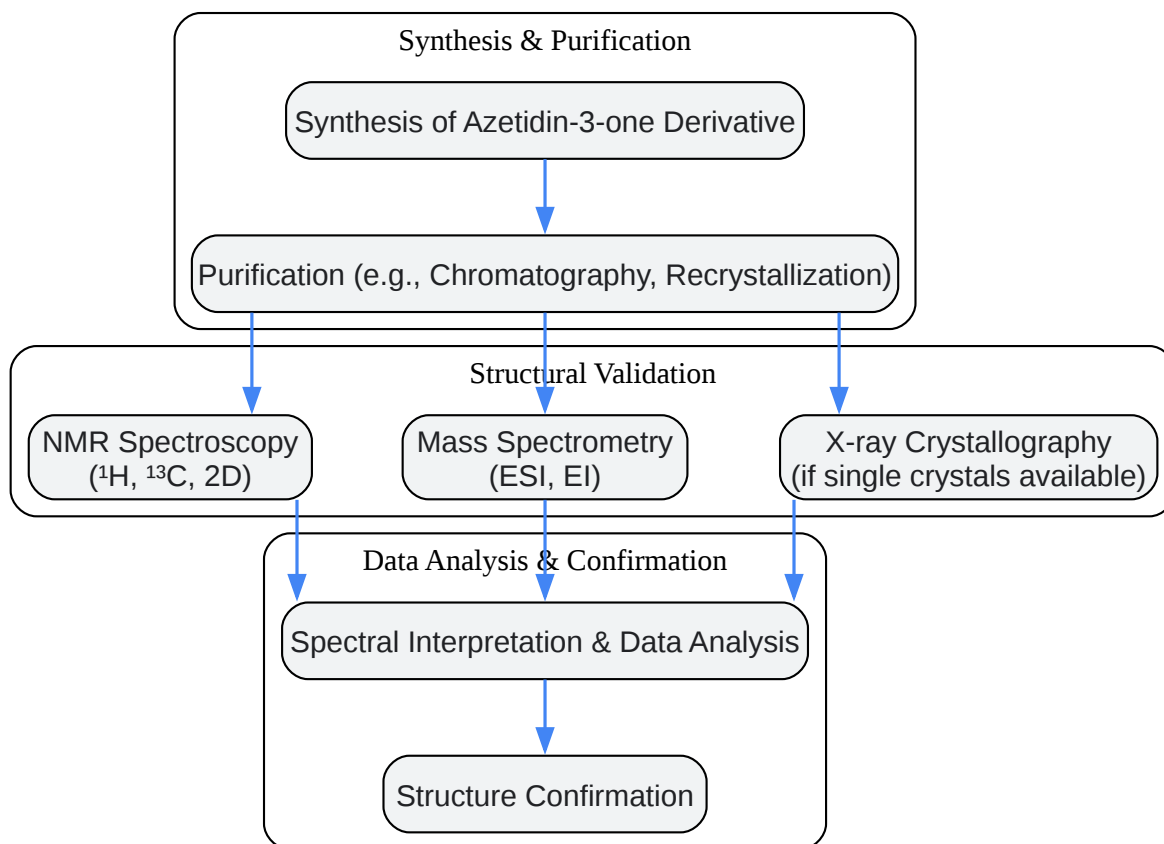 Synthesis & Purification
Synthesis of Azetidin-3-one Derivative
Purification (e.g., Chromatography, Recrystallization)
Structural Validation
NMR Spectroscopy
(¹H, ¹³C, 2D)
Mass Spectrometry
(ESI, EI)
X-ray Crystallography
(if single crystals available)
Data Analysis & Confirmation
Spectral Interpretation & Data Analysis
Structure Confirmation